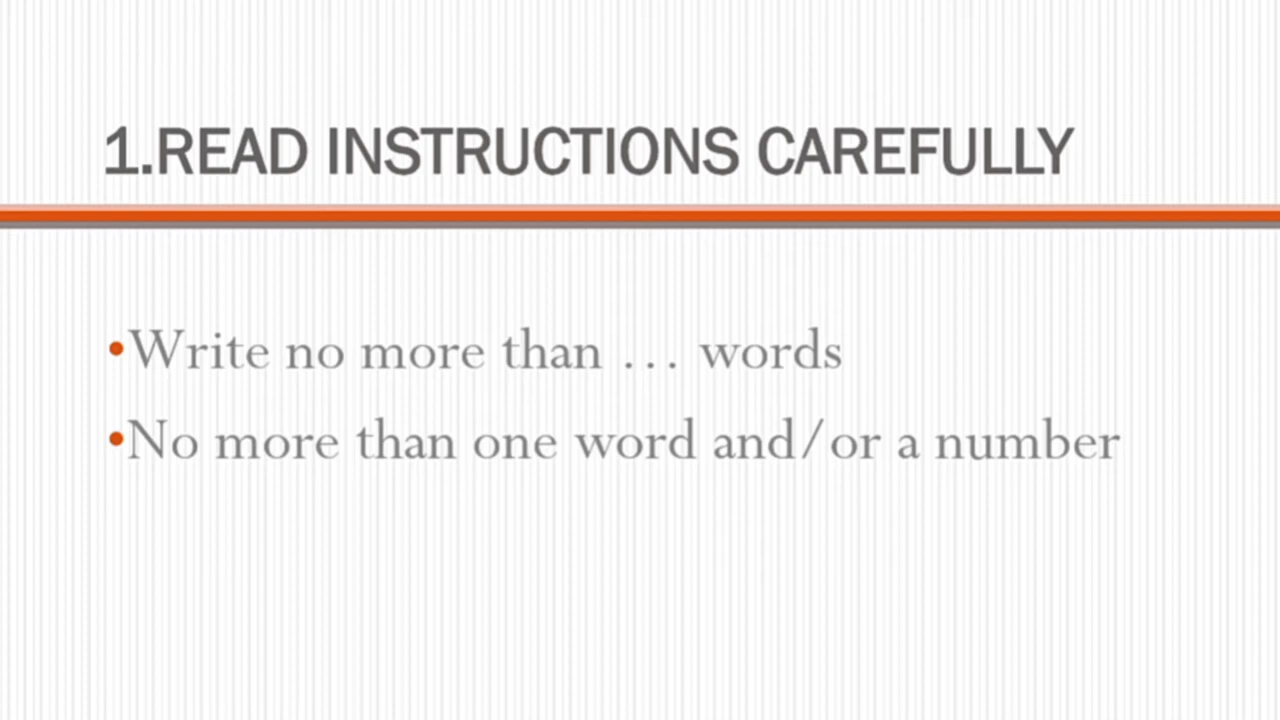 1.READ INSTRUCTIONS CAREFULLY
•Write no more than … words
•No more than one word and/or a number